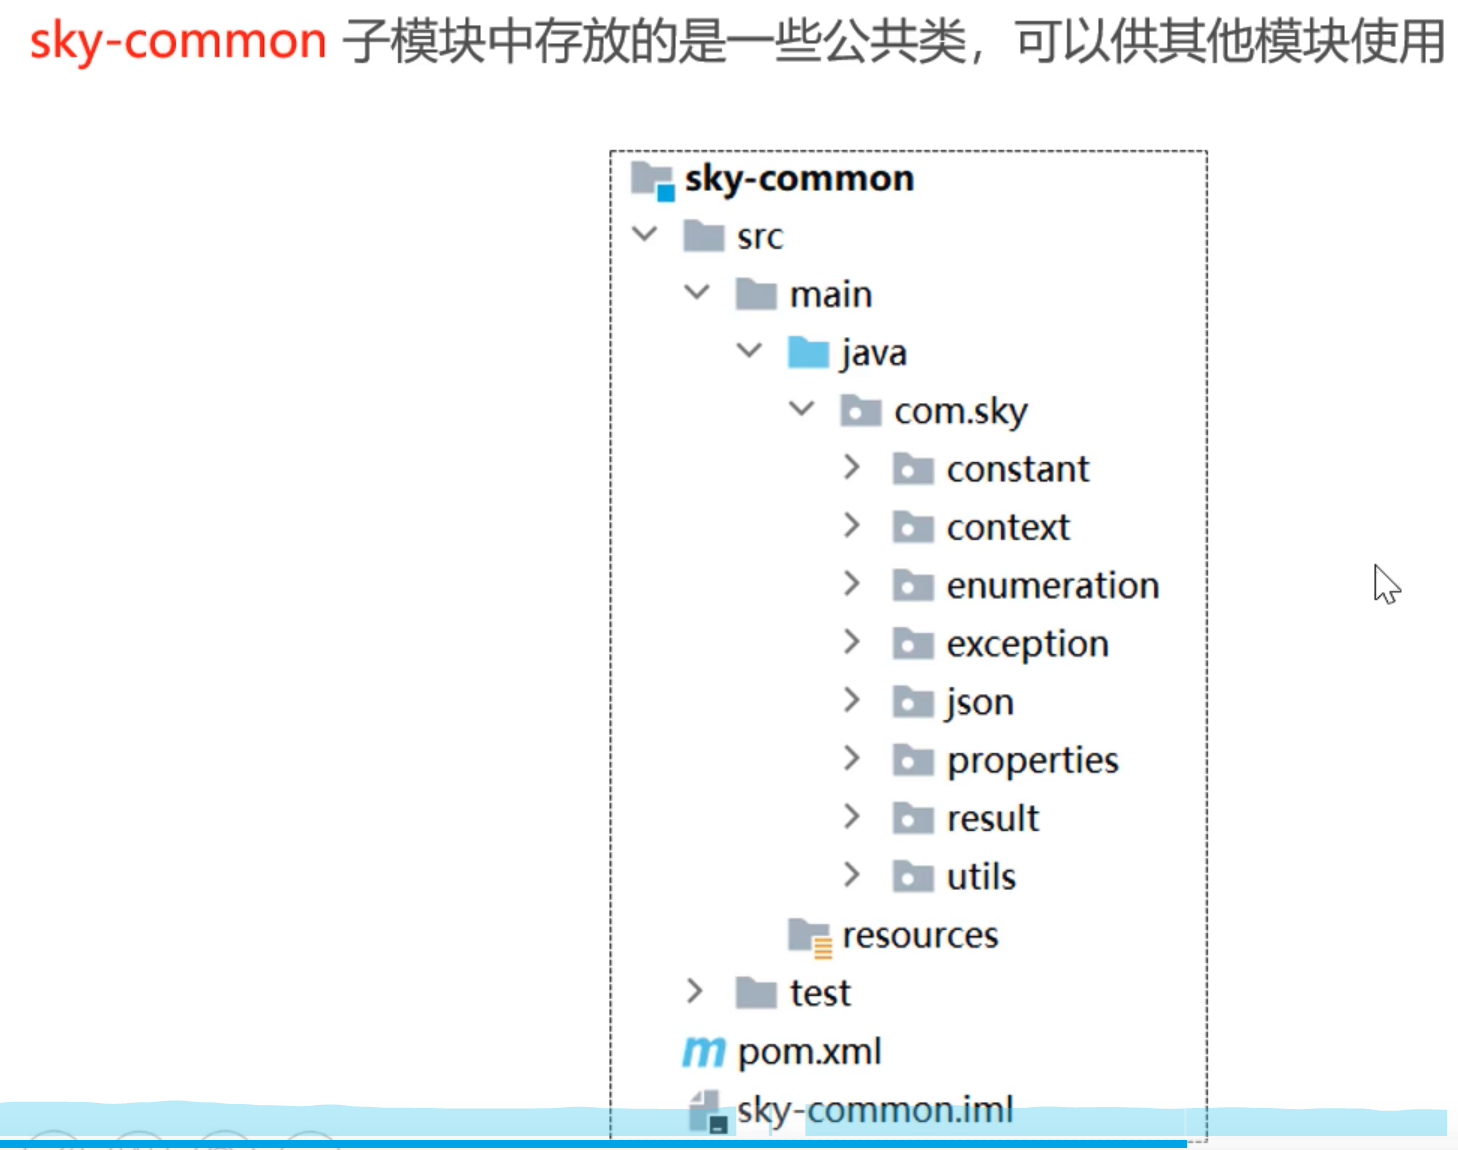 sky-common 子模块中存放的是一些公共类，可以供其他模块使用
sky-common
src
main
java
com.sky
constant
context
enumeration
exception
json
properties
result
utils
resources
test
pom.xml
sky-common.iml